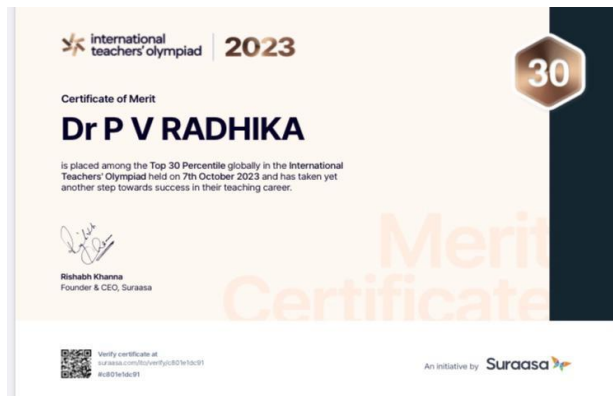 international
teachers' olympiad
2023
30
Certificate of Merit
Dr P V RADHIKA
is placed among the Top 30 Percentile globally in the International
Teachers' Olympiad held on 7th October 2023 and has taken yet
another step towards success in their teaching career.
Rishabh Khanna
Founder & CEO, Suraasa
Merit
Certificate
Verify certificate at
suraasa.com/ito/verify/c801e1dc91
#c801e1dc91
An initiative by Suraasa